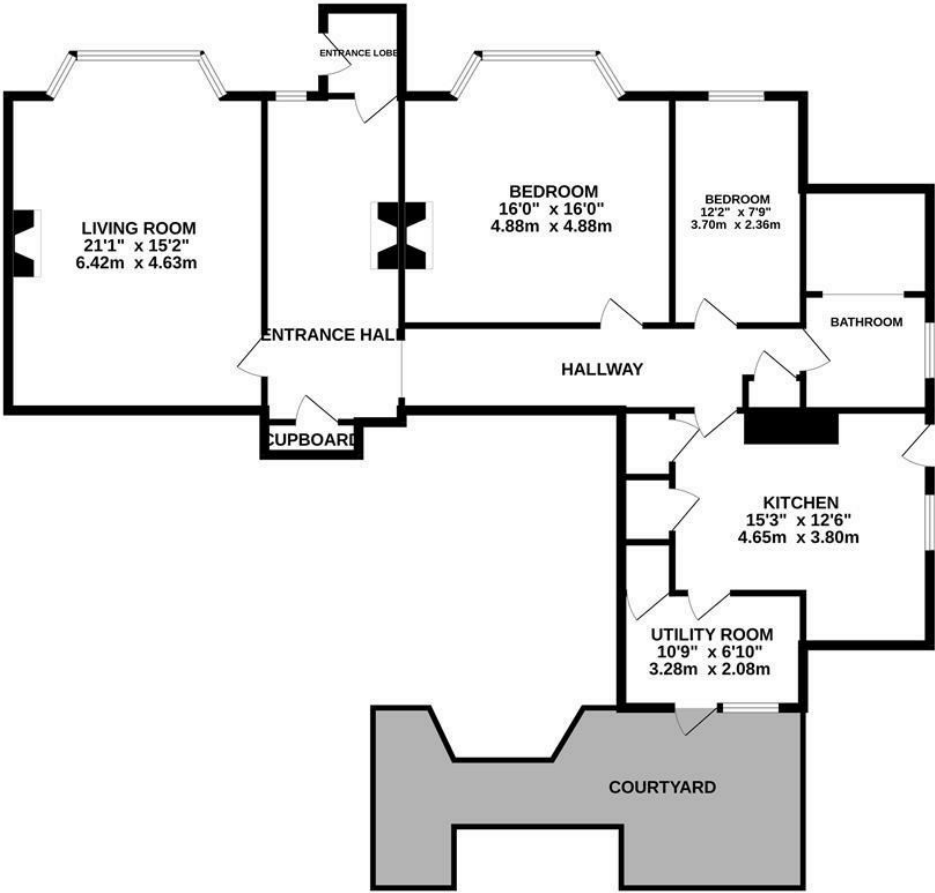 ENTRANCE LOBB
LIVING ROOM
21'1" x 15'2"
6.42m x 4.63m
BEDROOM
16'0" x 16'0"
4.88m x 4.88m
BEDROOM
12'2" x 7'9"
3.70m x 2.36m
ENTRANCE HALL
BATHROOM
HALLWAY
CUPBOARD
KITCHEN
15'3" x 12'6"
4.65m x 3.80m
UTILITY ROOM
10'9" x 6'10"
3.28m x 2.08m
COURTYARD